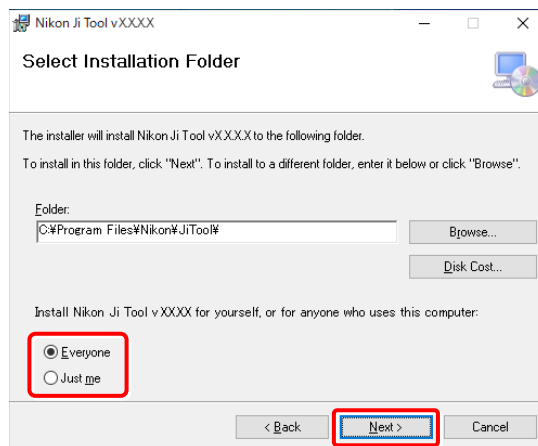 Nikon Ji Tool vXXXX
Select Installation Folder
The installer will install Nikon Ji Tool vX.X.X.X to the following folder.
To install in this folder, click "Next". To install to a different folder, enter it below or click "Browse".
Folder:
C:¥Program Files¥Nikon¥JiTool¥
Browse...
Disk Cost...
Install Nikon Ji Tool v XXXX for yourself, or for anyone who uses this computer:
Everyone
Just me
< Back
Next >
Cancel